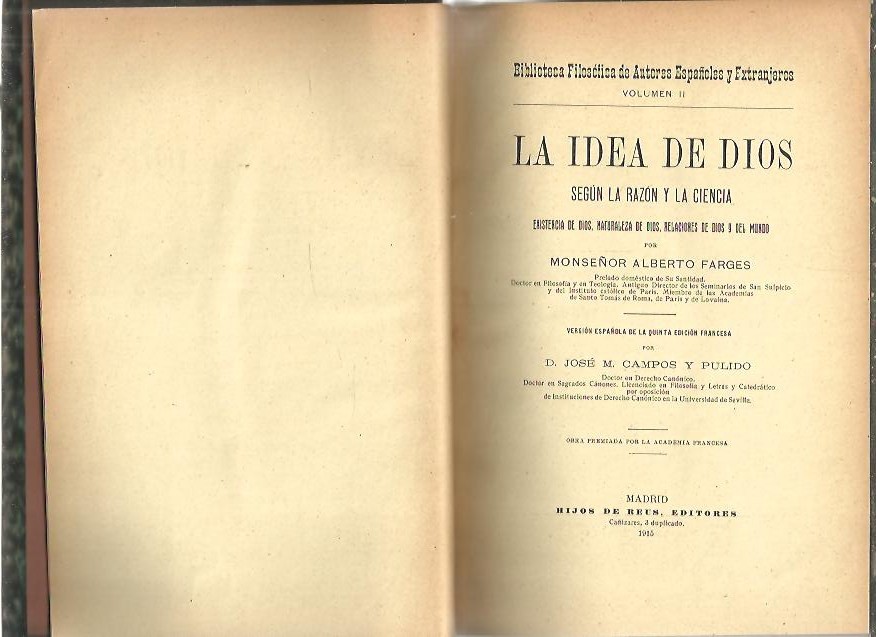 Biblioteca Filosófica de Autores Españoles y Extranjeros
VOLUMEN II
LA IDEA DE DIOS
SEGÚN LA RAZÓN Y LA CIENCIA
EXISTENCIA DE DIOS, NATURALEZA DE DIOS, RELACIONES DE DIOS Y DEL MUNDO
POR
MONSEÑOR ALBERTO FARGES
Prelado doméstico de Su Santidad.
Doctor en Filosofía y en Teología. Antiguo Director de los Seminarios de San Sulpicio
y del Instituto católico de París. Miembro de las Academias
de Santo Tomás de Roma, de París y de Lovaina.
VERSIÓN ESPAÑOLA DE LA QUINTA EDICIÓN FRANCESA
POR
D. JOSÉ M. CAMPOS Y PULIDO
Doctor en Derecho Canónico.
Doctor en Sagrados Cánones. Licenciado en Filosofía y Letras y Catedrático
por oposición
de Instituciones de Derecho Canónico en la Universidad de Sevilla.
OBRA PREMIADA POR LA ACADEMIA FRANCESA
MADRID
HIJOS DE REUS, EDITORES
Cañizares, 3 duplicado.
1915